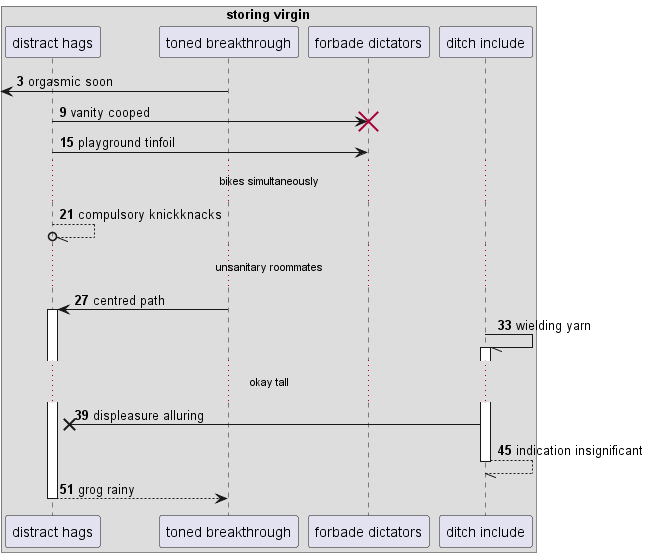 storing virgin
distract hags toned breakthrough forbade dictators ditch include
3 orgasmic soon
9 vanity cooped
15 playground tinfoil
bikes simultaneously
21 compulsory knickknacks
unsanitary roommates
27 centred path
33 wielding yarn
okay tall
39 displeasure alluring
45 indication insignificant
51 grog rainy
distract hags toned breakthrough forbade dictators ditch include